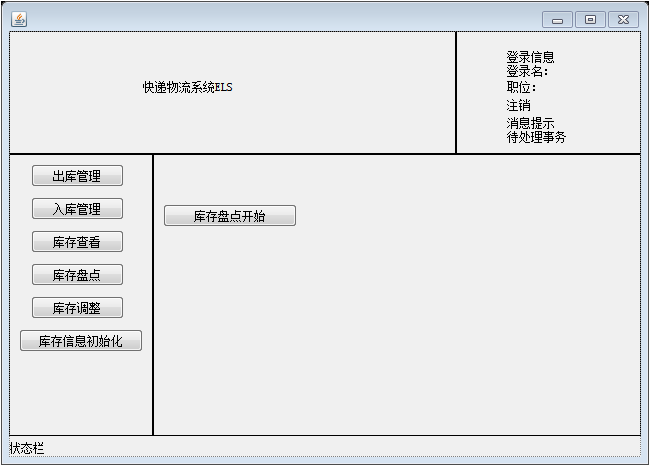 快递物流系统ELS
登录信息
登录名：
职位：
注销
消息提示
待处理事务
出库管理
入库管理
库存查看
库存盘点
库存调整
库存信息初始化
库存盘点开始
状态栏